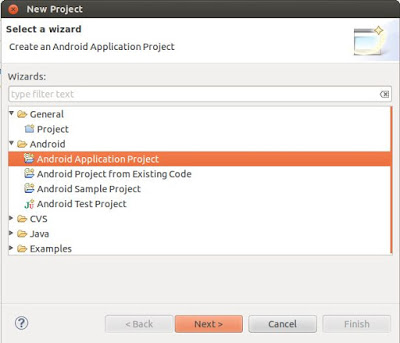 New Project
Select a wizard
Create an Android Application Project
Wizards:
type filter text
General
Project
Android
Android Application Project
Android Project from Existing Code
Android Sample Project
Android Test Project
CVS
Java
Examples
?
< Back
Next >
Cancel
Finish